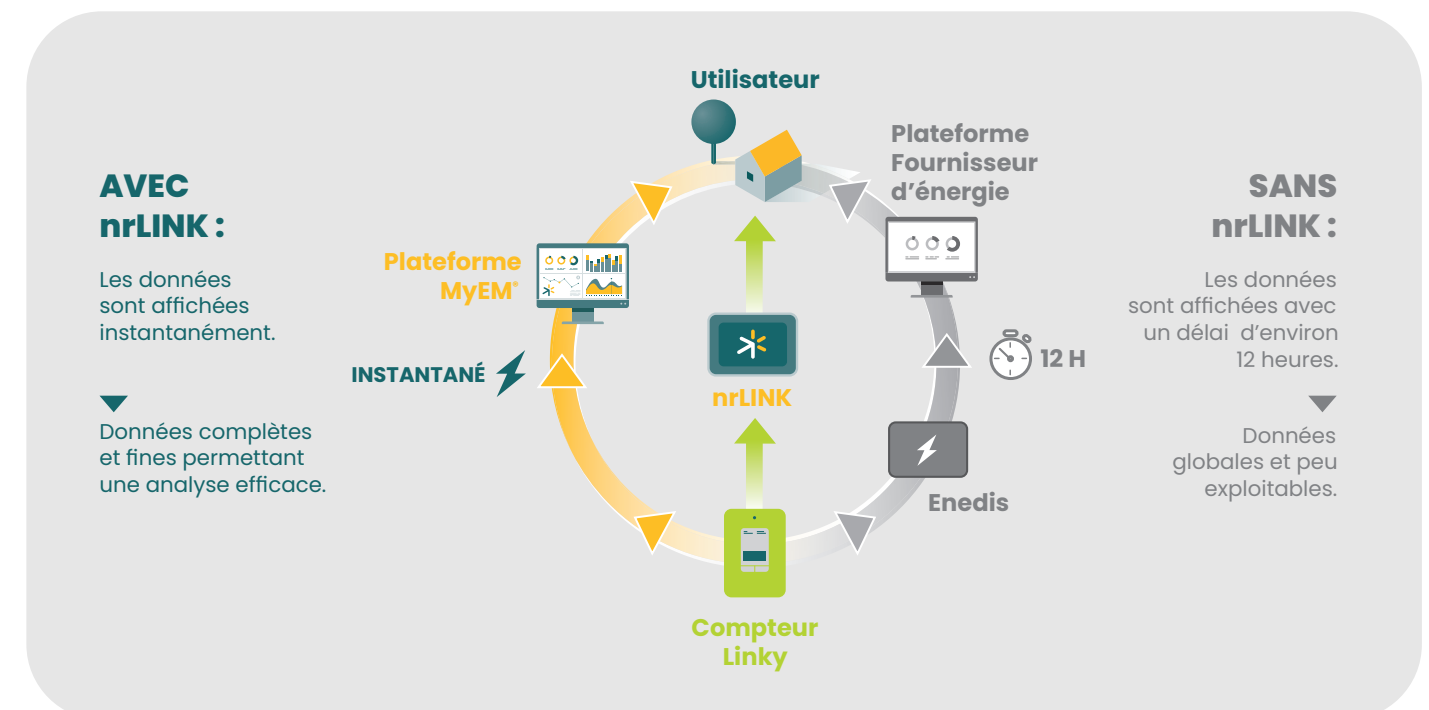 Utilisateur
Plateforme
Fournisseur
d’énergie
AVEC
nrLINK :
Les données
sont affichées
instantanément.
Données complètes
et fines permettant
une analyse efficace.
Plateforme
MyEM®
INSTANTANÉ
nrLINK
12 H
Enedis
Compteur
Linky
SANS
nrLINK :
Les données
sont affichées avec
un délai d’environ
12 heures.
Données
globales et peu
exploitables.